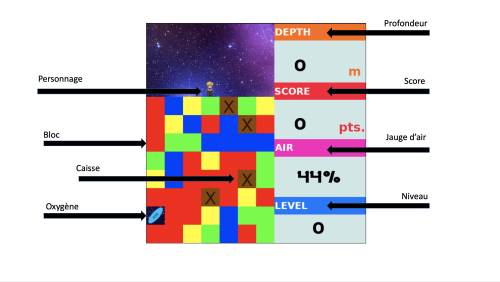 Profondeur
DEPTH
0
m
Personnage
SCORE
Score
0
pts.
X
X
Bloc
AIR
Jauge d'air
Caisse
X
44%
X
Niveau
Oxygène
LEVEL
0